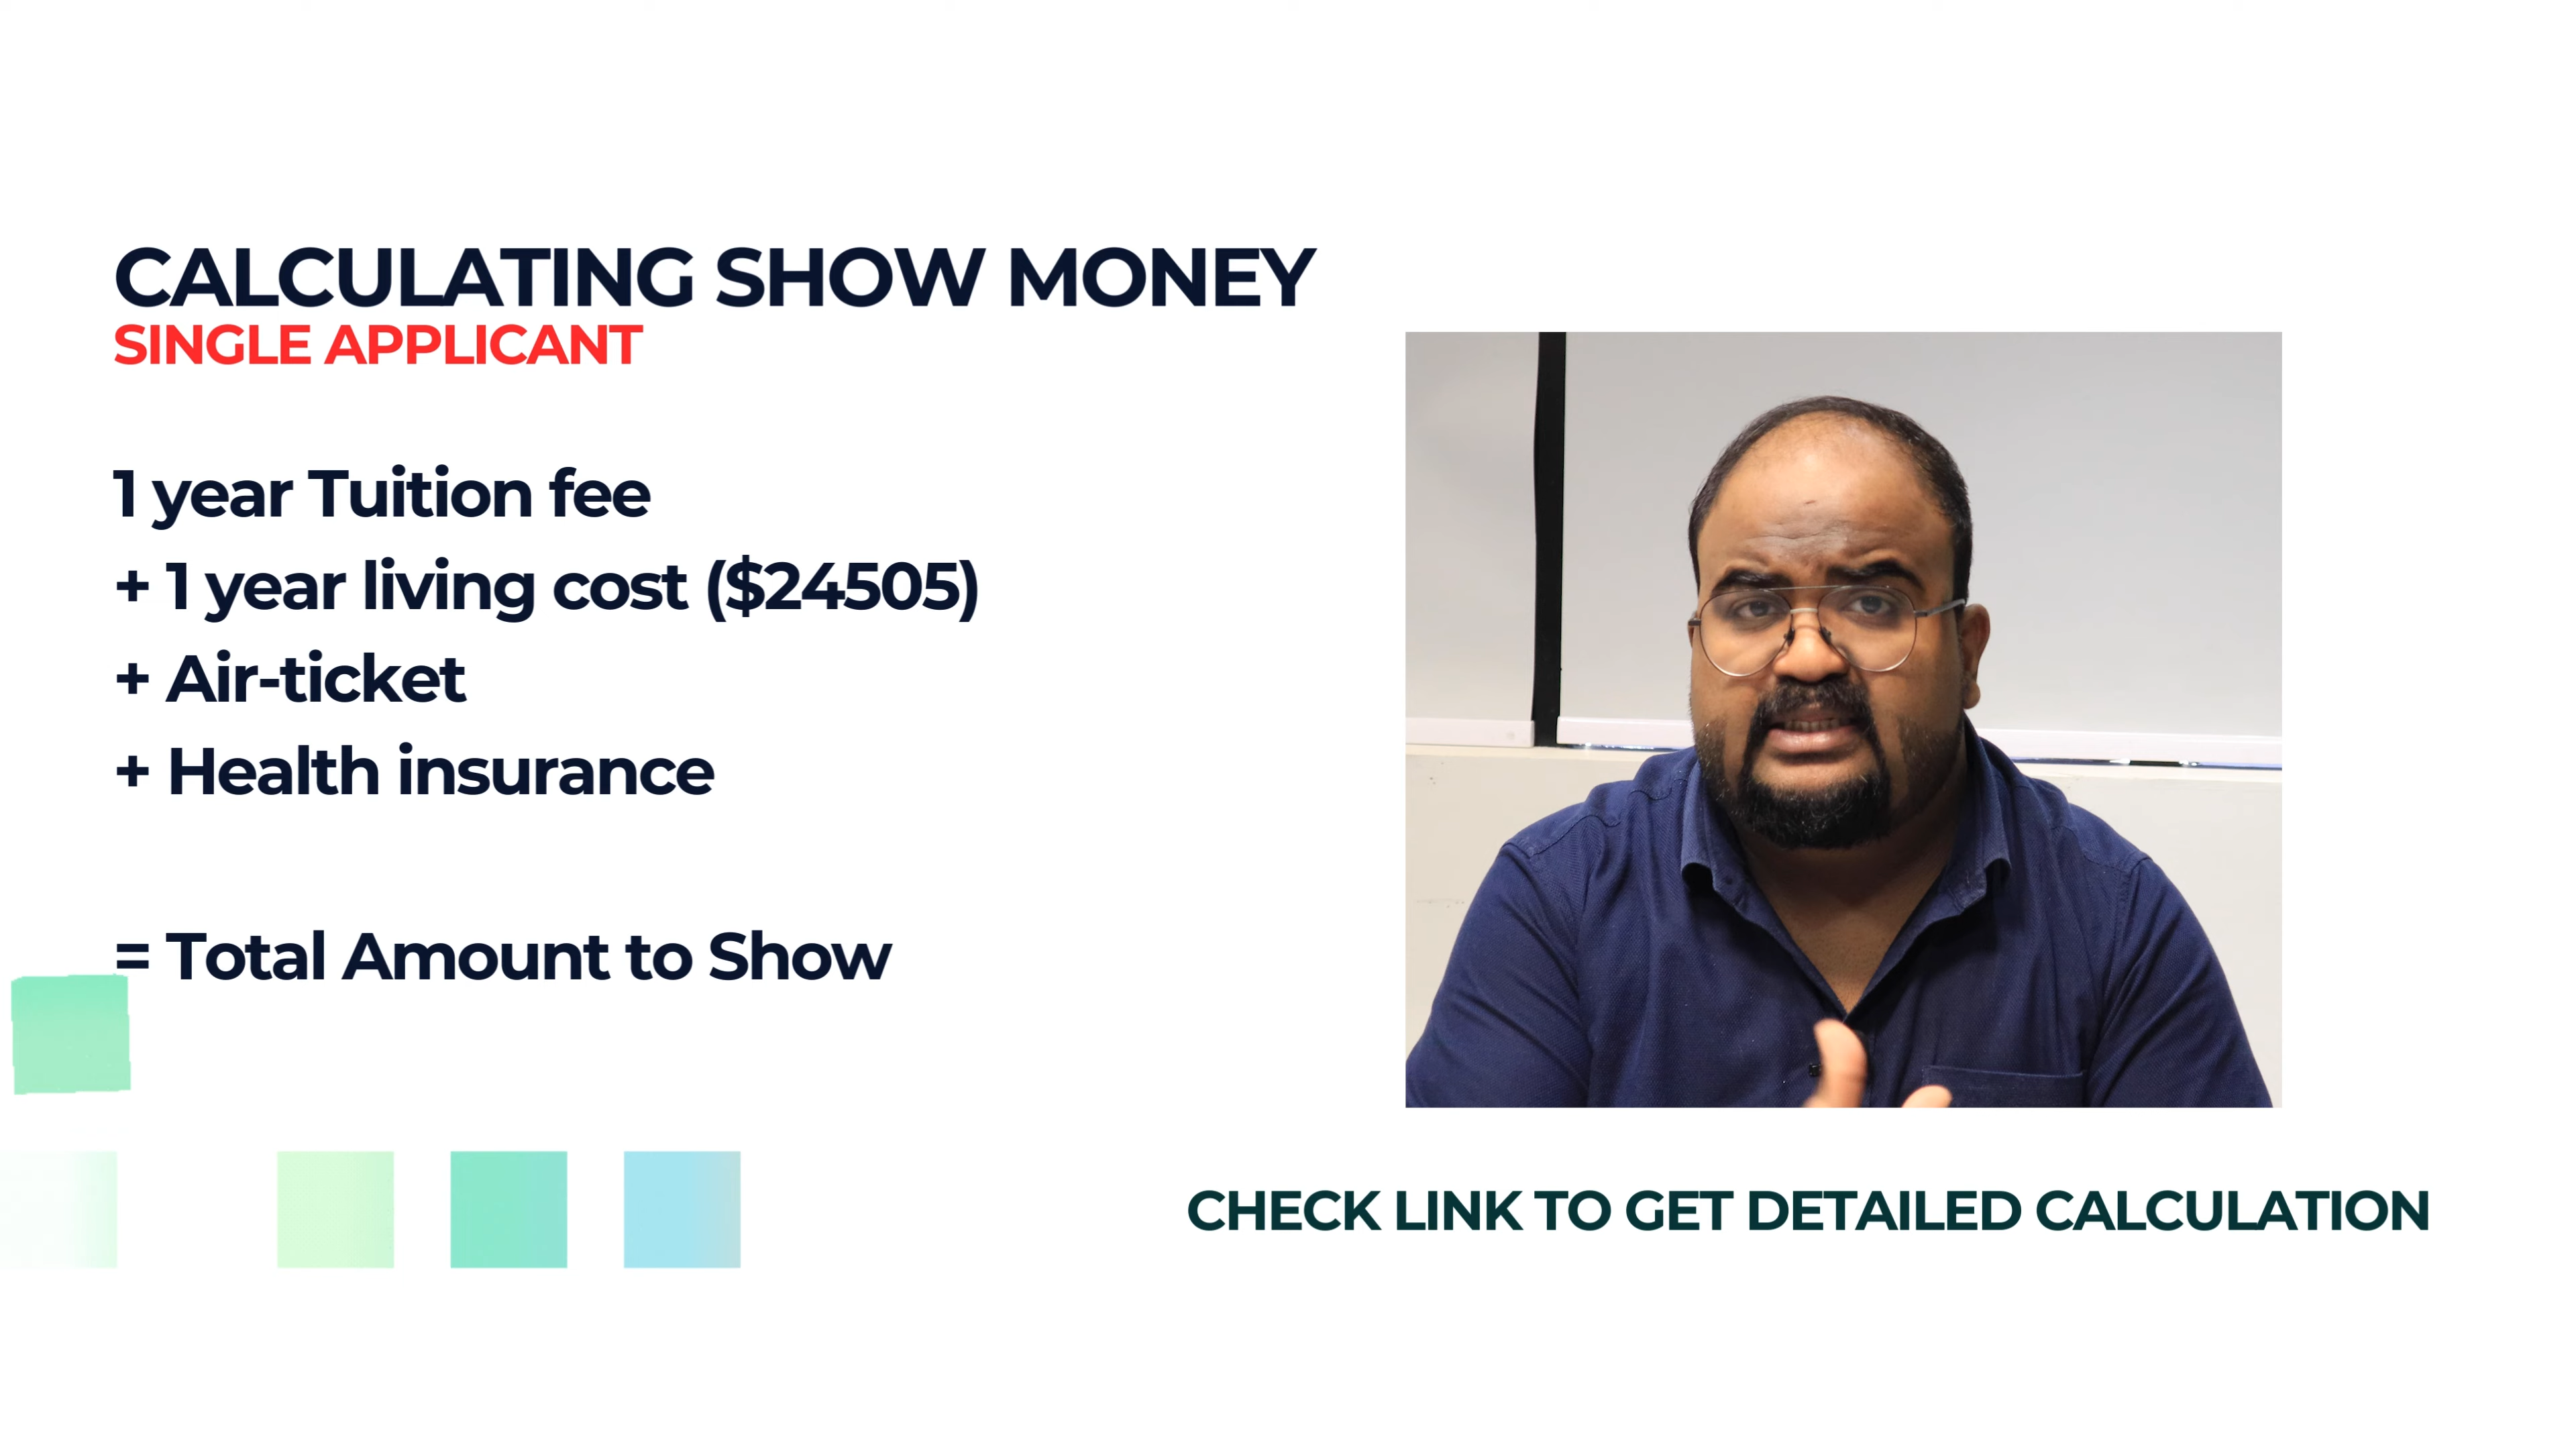 CALCULATING SHOW MONEY
SINGLE APPLICANT
1 year Tuition fee
+ 1 year living cost ($24505)
+ Air-ticket
+ Health insurance
= Total Amount to Show
CHECK LINK TO GET DETAILED CALCULATION